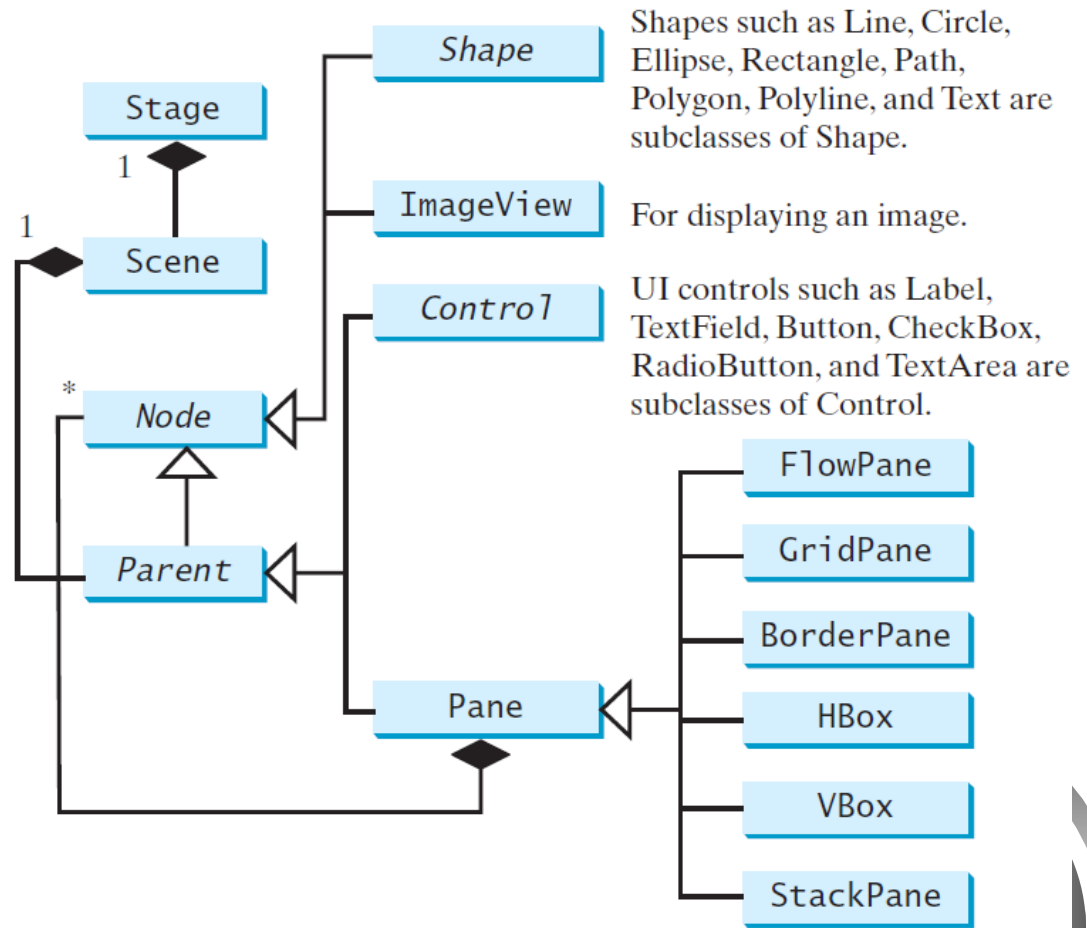 Shape
Shapes such as Line, Circle,
Ellipse, Rectangle, Path,
Polygon, Polyline, and Text are
subclasses of Shape.
Stage
1
ImageView
For displaying an image.
1
Scene
Control
UI controls such as Label,
TextField, Button, CheckBox,
RadioButton, and TextArea are
subclasses of Control.
*
Node
FlowPane
GridPane
Parent
BorderPane
Pane
HBox
VBox
StackPane